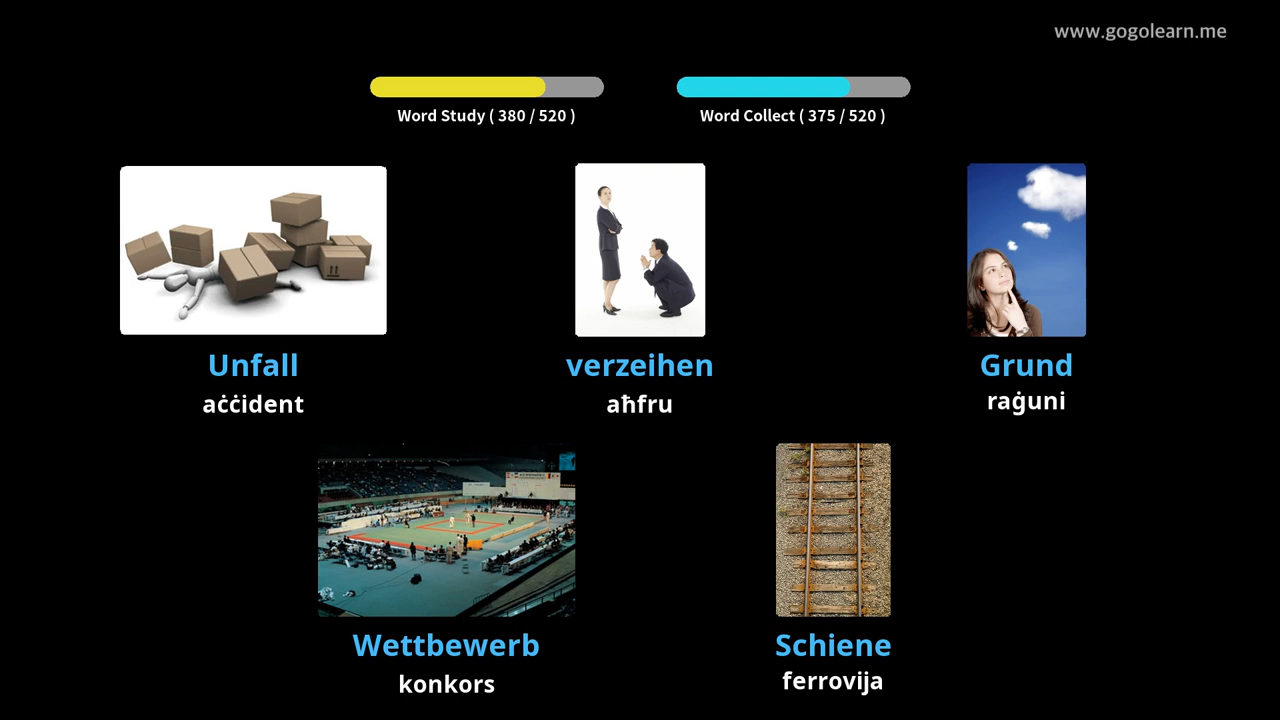 www.gogolearn.me
Word Study ( 380 / 520 )
Word Collect ( 375 / 520 )
Unfall
verzeihen
Grund
aċċident
aħfru
raġuni
Wettbewerb
Schiene
konkors
ferrovija